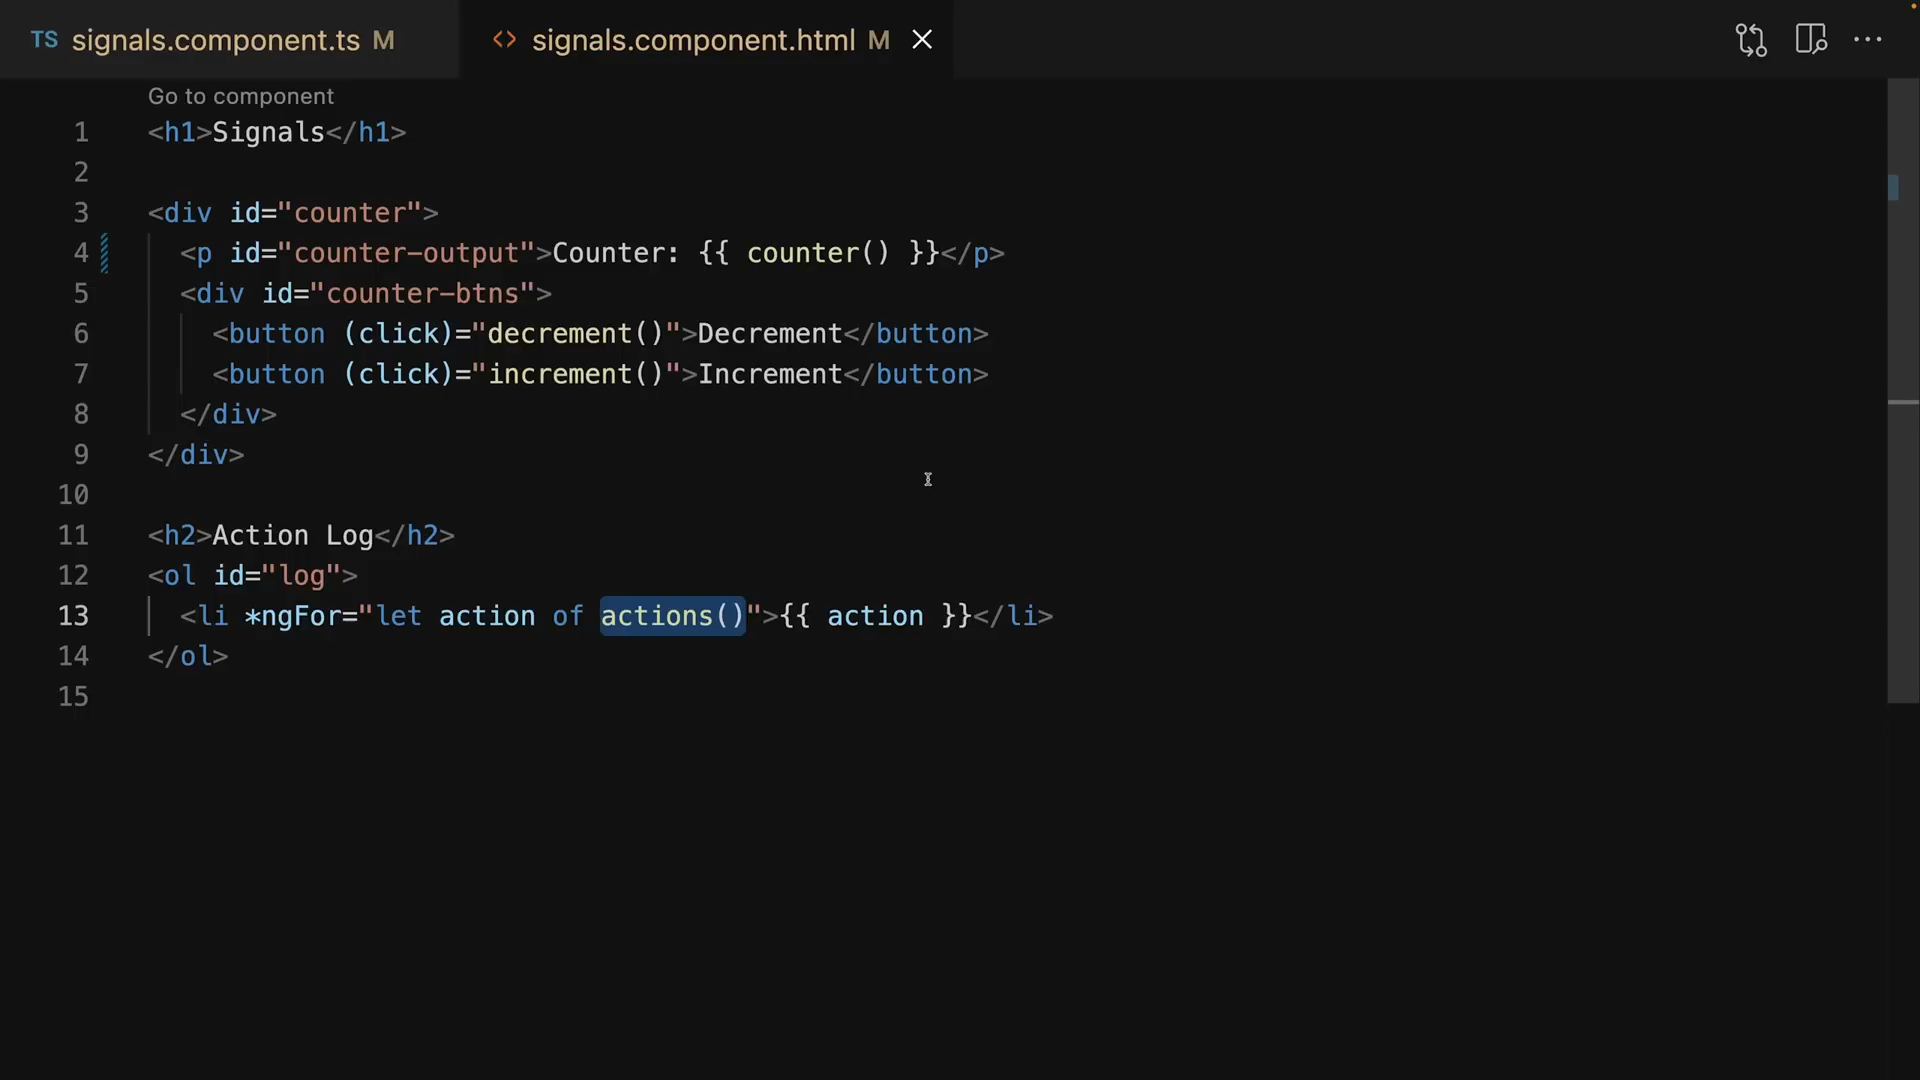 TS signals.component.ts M <> signals.component.html M
Go to component
1 <h1>Signals</h1>
2
3 <div id="counter">
4 <p id="counter-output">Counter: {{ counter() }}</p>
5 <div id="counter-btns">
6 <button (click)="decrement()">Decrement</button>
7 <button (click)="increment()">Increment</button>
8 </div>
9 </div>
10
11 <h2>Action Log</h2>
12 <ol id="log">
13 <li *ngFor="let action of actions()">{{ action }}</li>
14 </ol>
15